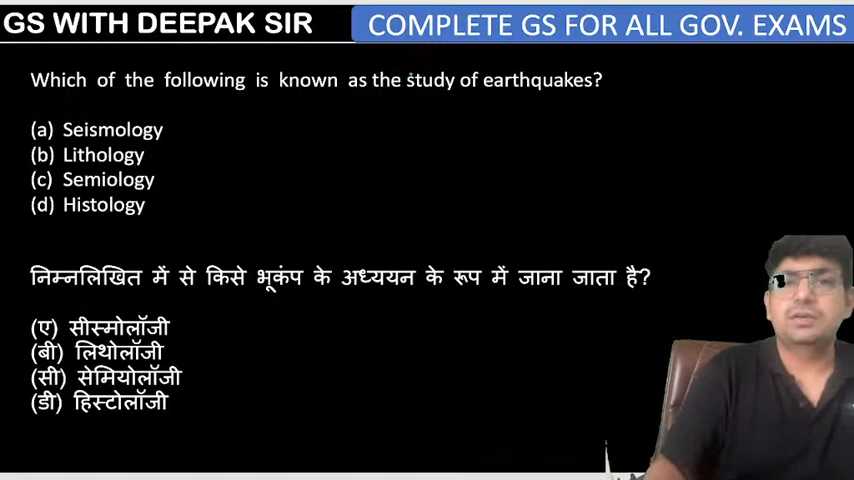 GS WITH DEEPAK SIR
COMPLETE GS FOR ALL GOV. EXAMS
Which of the following is known as the study of earthquakes?
(a) Seismology
(b) Lithology
(c) Semiology
(d) Histology
निम्नलिखित में से किसे भूकंप के अध्ययन के रूप में जाना जाता है?
(ए) सीस्मोलॉजी
(बी) लिथोलॉजी
(सी) सेमियोलॉजी
(डी) हिस्टोलॉजी